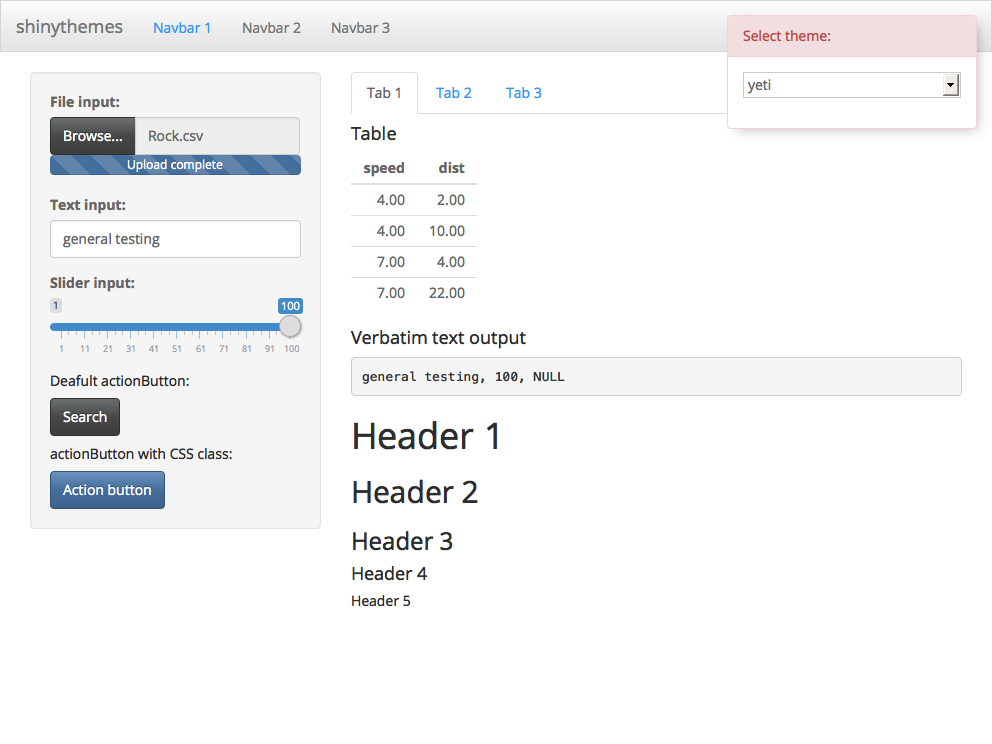 shinythemes Navbar 1 Navbar 2 Navbar 3
Select theme:
yeti
File input:
Browse... Rock.csv
Upload complete
Text input:
general testing
Slider input:
1 100
1 11 21 31 41 51 61 71 81 91 100
Deafult actionButton:
Search
actionButton with CSS class:
Action button
Tab 1 Tab 2 Tab 3
Table
speed dist
4.00 2.00
4.00 10.00
7.00 4.00
7.00 22.00
Verbatim text output
general testing, 100, NULL
Header 1
Header 2
Header 3
Header 4
Header 5